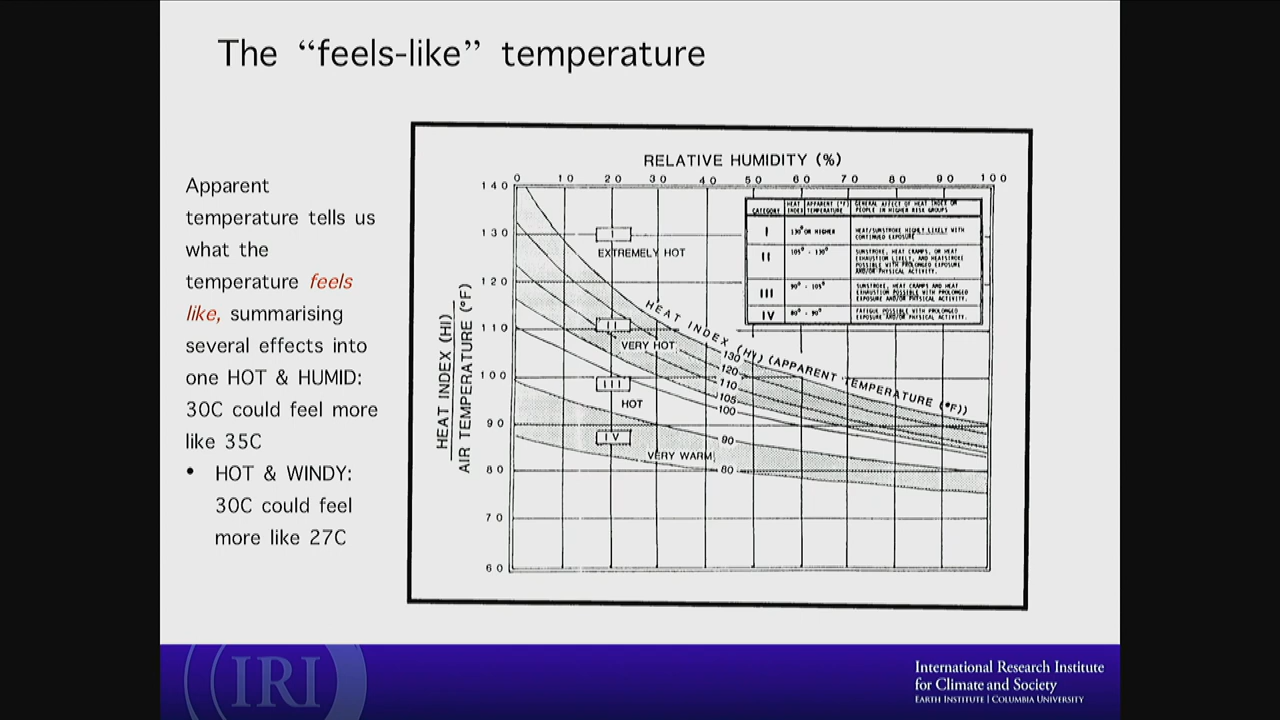 The “feels-like” temperature
Apparent
temperature tells us
what the
temperature feels
like, summarising
several effects into
one HOT & HUMID:
30C could feel more
like 35C
• HOT & WINDY:
30C could feel
more like 27C
RELATIVE HUMIDITY (%)
0 10 20 30 40 50 60 70 80 90 100
HEAT INDEX (HI)
AIR TEMPERATURE (°F)
140
130
120
110
100
90
80
70
60
I
EXTREMELY HOT
II
VERY HOT
III
HOT
IV
VERY WARM
HEAT INDEX (HI) (APPARENT TEMPERATURE (°F))
130
120
110
105
100
90
80
CATEGORY
HEAT INDEX
APPARENT (°F) TEMPERATURE
GENERAL AFFECT OF HEAT INDEX ON
PEOPLE IN HIGHER RISK GROUPS
I
130° OR HIGHER
HEAT/SUNSTROKE HIGHLY LIKELY WITH
CONTINUED EXPOSURE
II
105° - 130°
SUNSTROKE, HEAT CRAMPS, OR HEAT
EXHAUSTION LIKELY, AND HEATSTROKE
POSSIBLE WITH PROLONGED EXPOSURE
AND/OR PHYSICAL ACTIVITY.
III
90° - 105°
SUNSTROKE, HEAT CRAMPS AND HEAT
EXHAUSTION POSSIBLE WITH PROLONGED
EXPOSURE AND/OR PHYSICAL ACTIVITY.
IV
80° - 90°
FATIGUE POSSIBLE WITH PROLONGED
EXPOSURE AND/OR PHYSICAL ACTIVITY.
IRI
International Research Institute
for Climate and Society
EARTH INSTITUTE | COLUMBIA UNIVERSITY